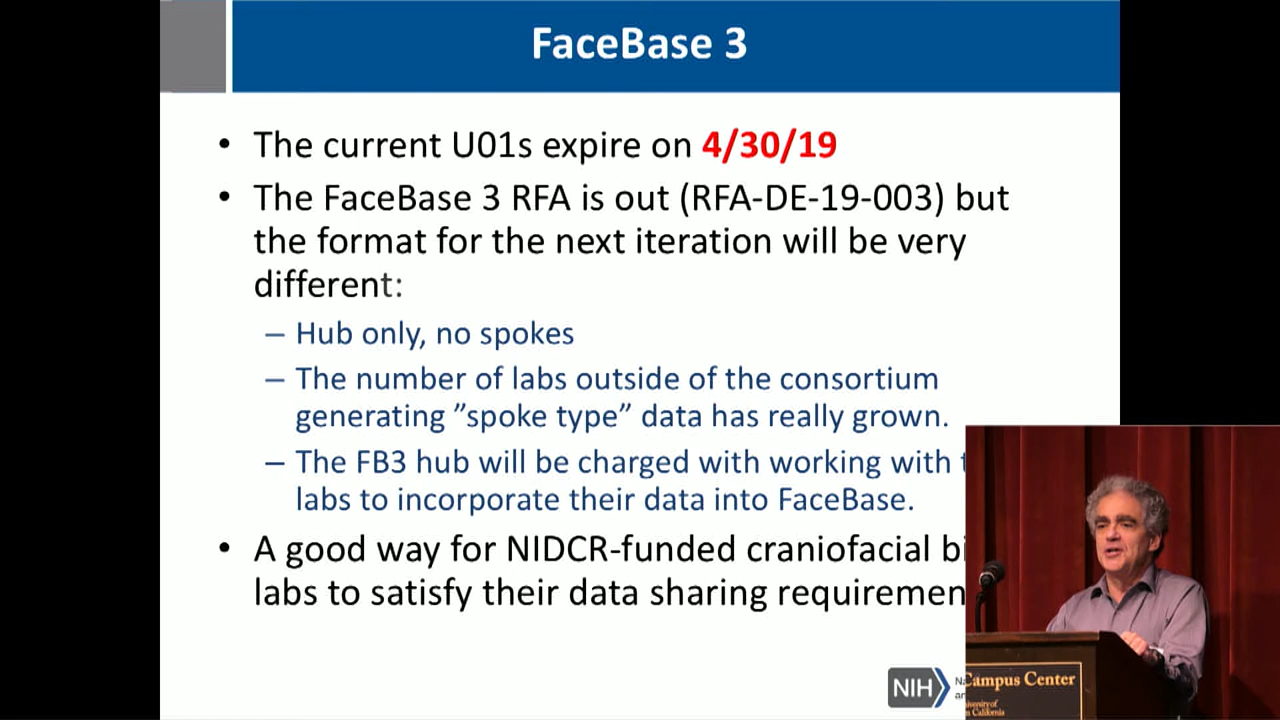 FaceBase 3
• The current U01s expire on 4/30/19
• The FaceBase 3 RFA is out (RFA-DE-19-003) but
the format for the next iteration will be very
different:
– Hub only, no spokes
– The number of labs outside of the consortium
generating ”spoke type” data has really grown.
– The FB3 hub will be charged with working with
labs to incorporate their data into FaceBase.
• A good way for NIDCR-funded craniofacial
labs to satisfy their data sharing
NIH
Campus Center